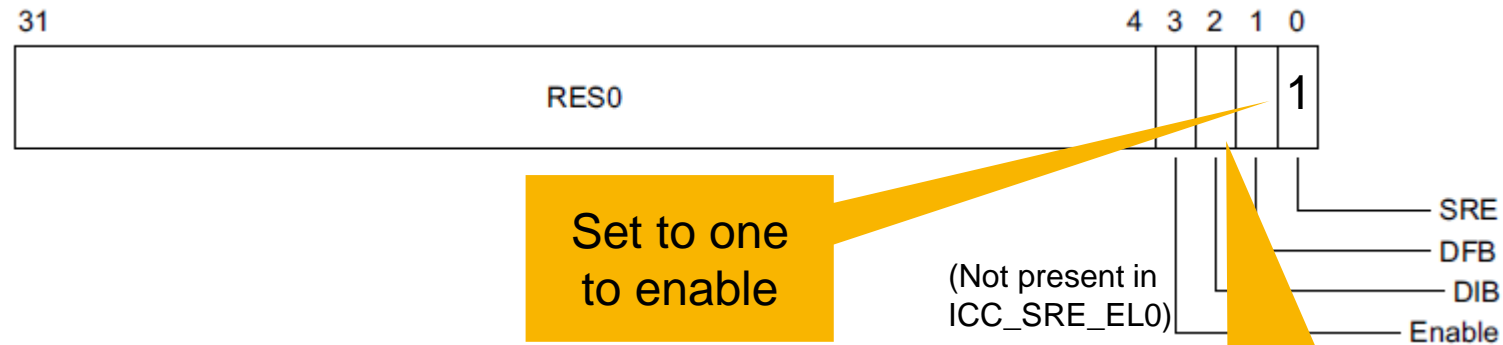 31 4 3 2 1 0
RES0 1
Set to one
to enable
(Not present in
ICC_SRE_EL0)
SRE
DFB
DIB
Enable